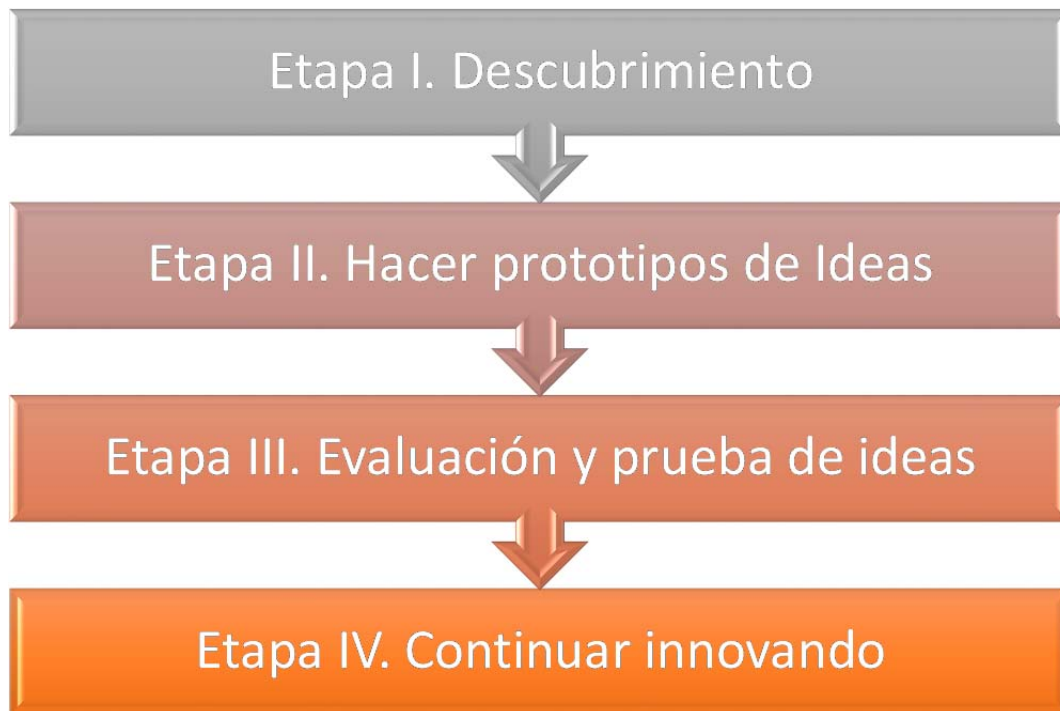 Etapa I. Descubrimiento
Etapa II. Hacer prototipos de Ideas
Etapa III. Evaluación y prueba de ideas
Etapa IV. Continuar innovando